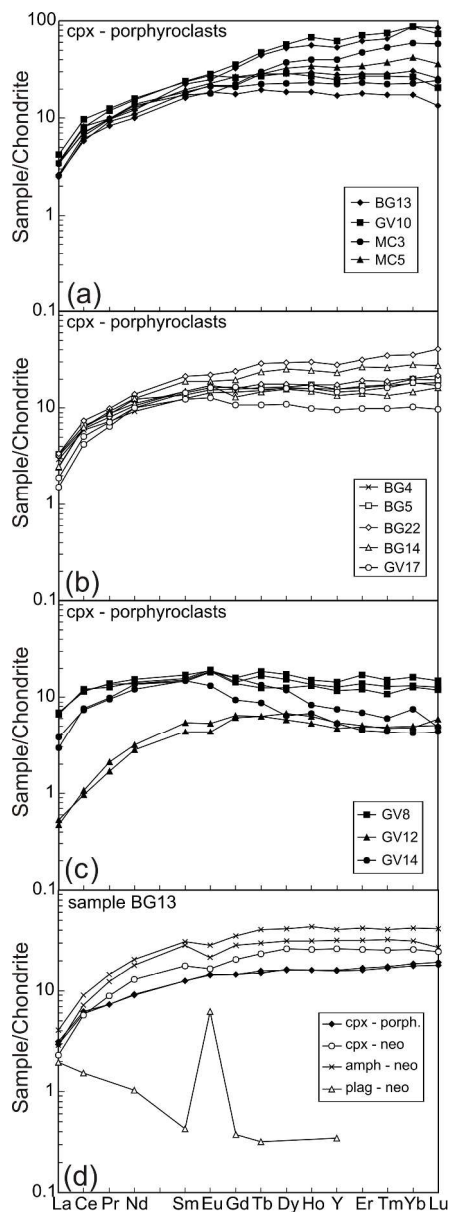 cpx - porphyroclasts
100
10
1
0.1
Sample/Chondrite
BG13
GV10
MC3
MC5
(a)
cpx - porphyroclasts
10
1
0.1
Sample/Chondrite
BG4
BG5
BG22
BG14
GV17
(b)
cpx - porphyroclasts
10
1
0.1
Sample/Chondrite
GV8
GV12
GV14
(c)
sample BG13
100
10
1
0.1
Sample/Chondrite
cpx - porph.
cpx - neo
amph - neo
plag - neo
(d)
La Ce Pr Nd Sm Eu Gd Tb Dy Ho Y Er Tm Yb Lu